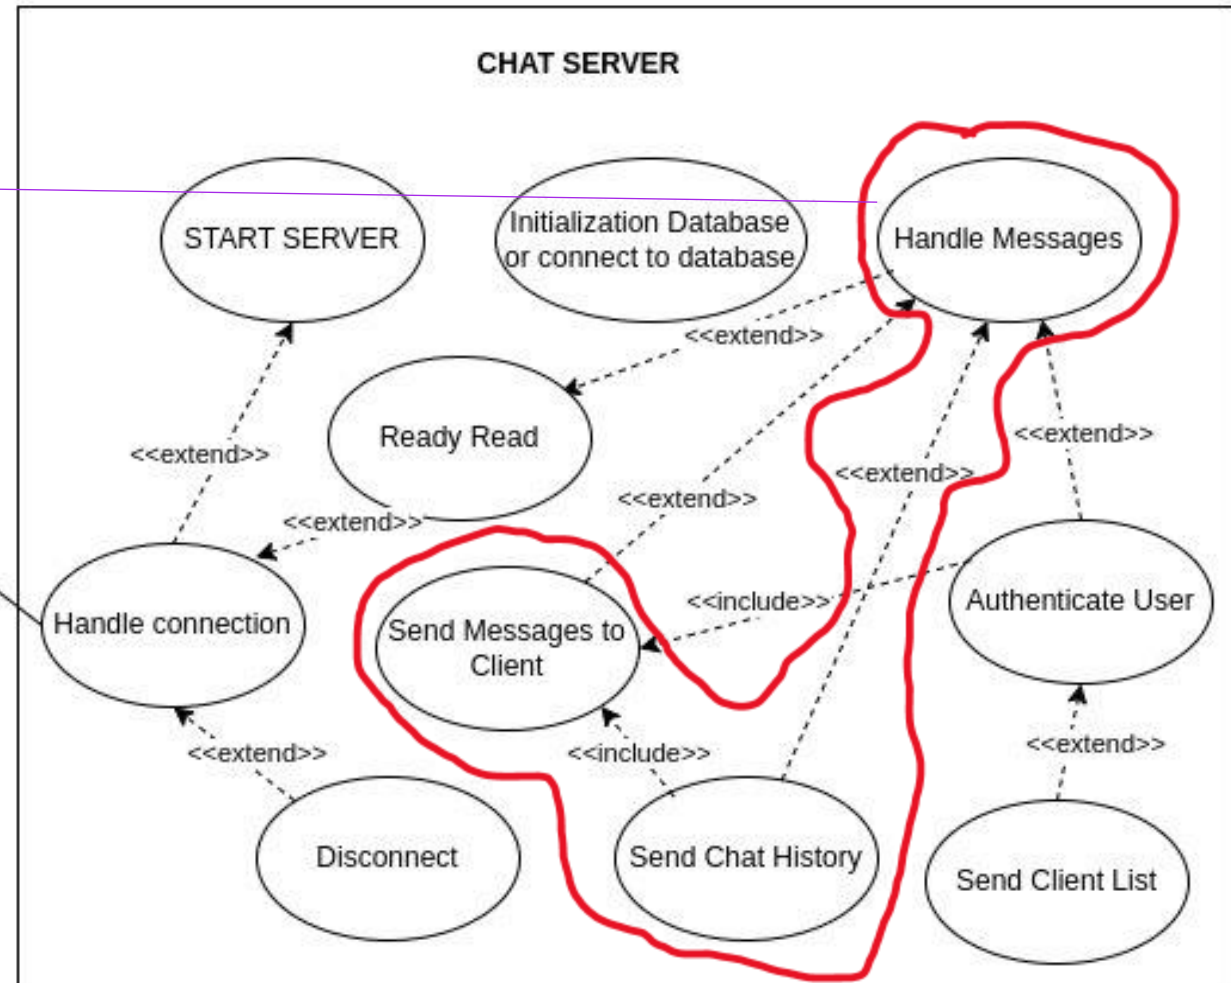 CHAT SERVER
START SERVER
Initialization Database
or connect to database
Handle Messages
<<extend>>
Ready Read
<<extend>>
<<extend>>
<<extend>>
<<extend>>
<<extend>>
Handle connection
Send Messages to
Client
<<include>>
Authenticate User
<<extend>>
<<include>>
<<extend>>
Disconnect
Send Chat History
Send Client List